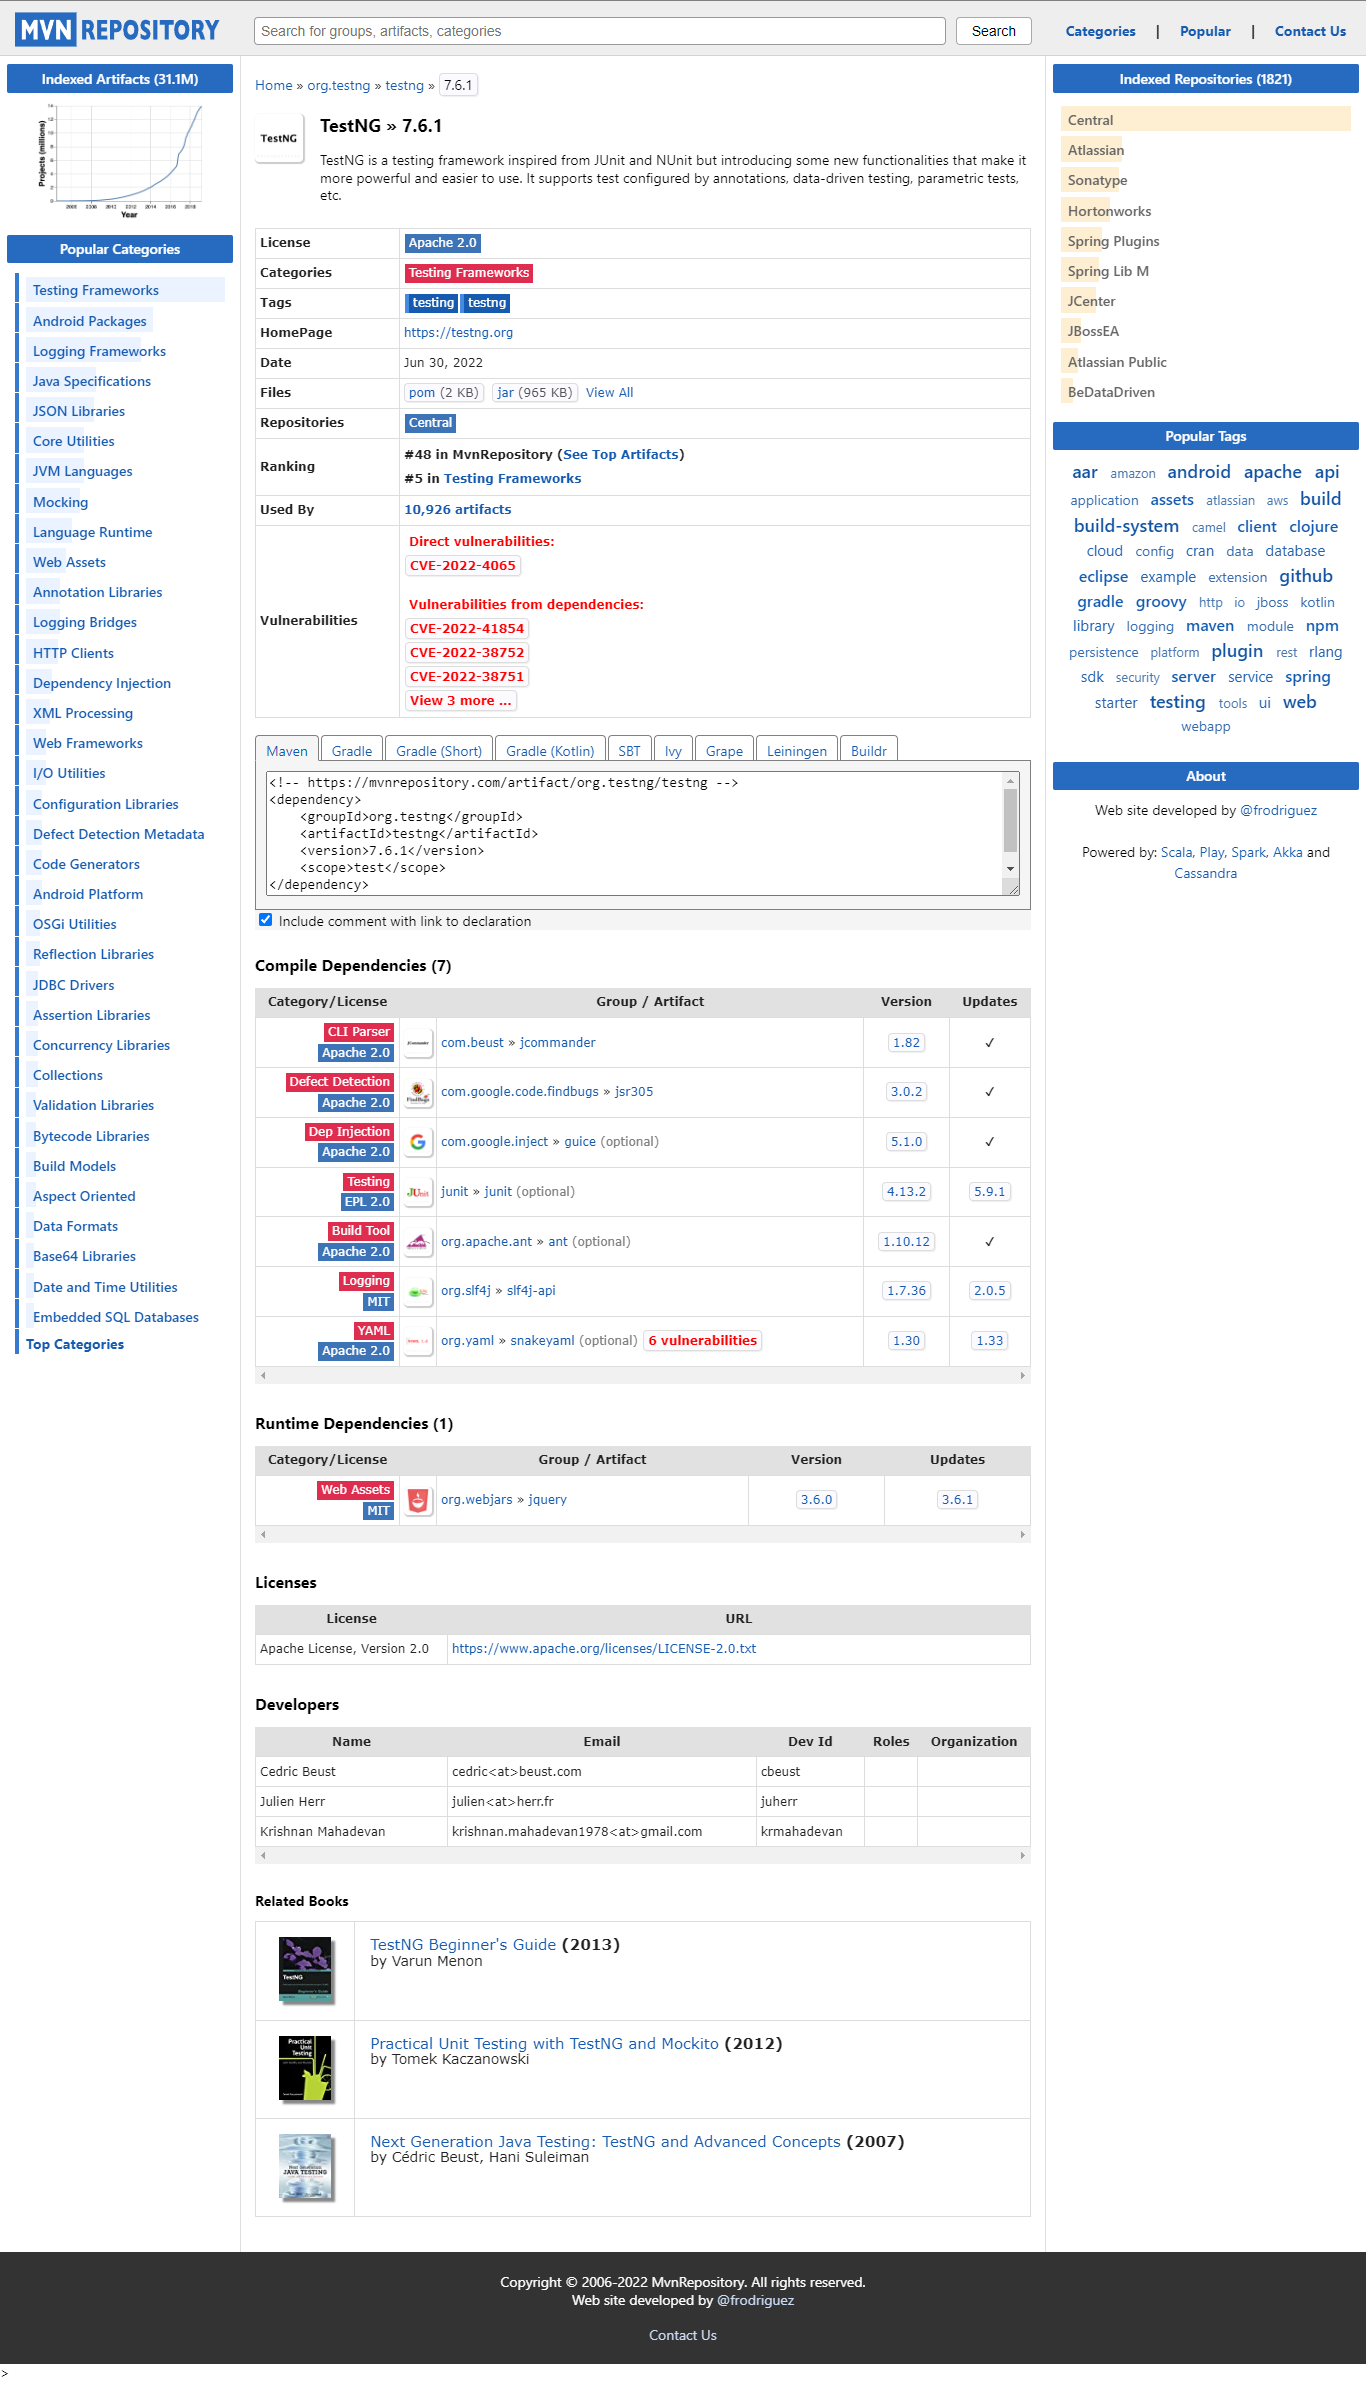 MVN REPOSITORY
Search for groups, artifacts, categories
Search
Categories | Popular | Contact Us
Indexed Artifacts (31.1M)
Projects (millions)
Year
Popular Categories
Testing Frameworks
Android Packages
Logging Frameworks
Java Specifications
JSON Libraries
Core Utilities
JVM Languages
Mocking
Language Runtime
Web Assets
Annotation Libraries
Logging Bridges
HTTP Clients
Dependency Injection
XML Processing
Web Frameworks
I/O Utilities
Configuration Libraries
Defect Detection Metadata
Code Generators
Android Platform
OSGi Utilities
Reflection Libraries
JDBC Drivers
Assertion Libraries
Concurrency Libraries
Collections
Validation Libraries
Bytecode Libraries
Build Models
Aspect Oriented
Data Formats
Base64 Libraries
Date and Time Utilities
Embedded SQL Databases
Top Categories
Home » org.testng » testng » 7.6.1
TestNG
TestNG » 7.6.1
TestNG is a testing framework inspired from JUnit and NUnit but introducing some new functionalities that make it
more powerful and easier to use. It supports test configured by annotations, data-driven testing, parametric tests,
etc.
License Apache 2.0
Categories Testing Frameworks
Tags testing testng
HomePage https://testng.org
Date Jun 30, 2022
Files pom (2 KB) jar (965 KB) View All
Repositories Central
Ranking
#48 in MvnRepository (See Top Artifacts)
#5 in Testing Frameworks
Used By 10,926 artifacts
Vulnerabilities
Direct vulnerabilities:
CVE-2022-4065
Vulnerabilities from dependencies:
CVE-2022-41854
CVE-2022-38752
CVE-2022-38751
View 3 more ...
Maven Gradle Gradle (Short) Gradle (Kotlin) SBT Ivy Grape Leiningen Buildr
<!-- https://mvnrepository.com/artifact/org.testng/testng -->
<dependency>
<groupId>org.testng</groupId>
<artifactId>testng</artifactId>
<version>7.6.1</version>
<scope>test</scope>
</dependency>
Include comment with link to declaration
Compile Dependencies (7)
Category/License Group / Artifact Version Updates
CLI Parser
Apache 2.0
com.beust » jcommander 1.82 ✓
Defect Detection
Apache 2.0
FindBugs
com.google.code.findbugs » jsr305 3.0.2 ✓
Dep Injection
Apache 2.0
G
com.google.inject » guice (optional) 5.1.0 ✓
Testing
EPL 2.0
JUnit
junit » junit (optional) 4.13.2 5.9.1
Build Tool
Apache 2.0
org.apache.ant » ant (optional) 1.10.12 ✓
Logging
MIT
org.slf4j » slf4j-api 1.7.36 2.0.5
YAML
Apache 2.0
org.yaml » snakeyaml (optional) 6 vulnerabilities 1.30 1.33
Runtime Dependencies (1)
Category/License Group / Artifact Version Updates
Web Assets
MIT
org.webjars » jquery 3.6.0 3.6.1
Licenses
License URL
Apache License, Version 2.0 https://www.apache.org/licenses/LICENSE-2.0.txt
Developers
Name Email Dev Id Roles Organization
Cedric Beust cedric<at>beust.com cbeust
Julien Herr julien<at>herr.fr juherr
Krishnan Mahadevan krishnan.mahadevan1978<at>gmail.com krmahadevan
Related Books
TestNG
Beginner's Guide
TestNG Beginner's Guide (2013)
by Varun Menon
Practical
Unit
Testing
Practical Unit Testing with TestNG and Mockito (2012)
by Tomek Kaczanowski
Next Generation
JAVA TESTING
Next Generation Java Testing: TestNG and Advanced Concepts (2007)
by Cédric Beust, Hani Suleiman
Indexed Repositories (1821)
Central
Atlassian
Sonatype
Hortonworks
Spring Plugins
Spring Lib M
JCenter
JBossEA
Atlassian Public
BeDataDriven
Popular Tags
aar amazon android apache api
application assets atlassian aws build
build-system camel client clojure
cloud config cran data database
eclipse example extension github
gradle groovy http io jboss kotlin
library logging maven module npm
persistence platform plugin rest rlang
sdk security server service spring
starter testing tools ui web
webapp
About
Web site developed by @frodriguez
Powered by: Scala, Play, Spark, Akka and
Cassandra
Copyright © 2006-2022 MvnRepository. All rights reserved.
Web site developed by @frodriguez
Contact Us
>